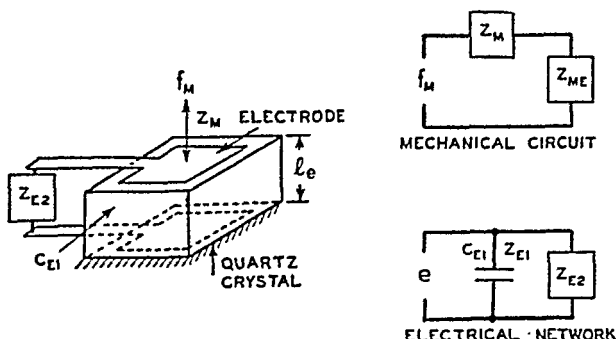 f_M
Z_M
ELECTRODE
l_e
Z_E2
C_E1
QUARTZ
CRYSTAL
Z_M
f_M
Z_ME
MECHANICAL CIRCUIT
C_E1 Z_E1
e
Z_E2
ELECTRICAL · NETWORK